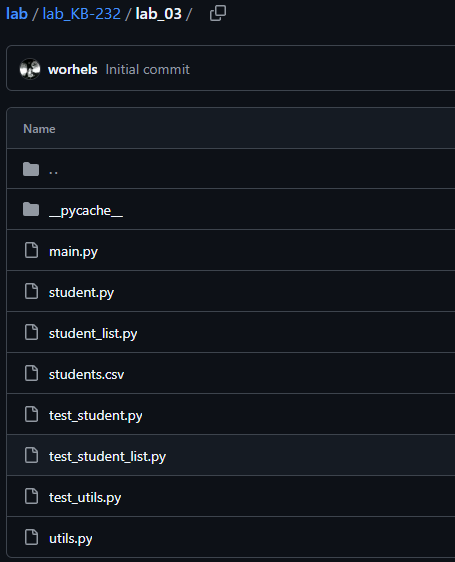 lab / lab_KB-232 / lab_03 /
worhels Initial commit
Name
..
__pycache__
main.py
student.py
student_list.py
students.csv
test_student.py
test_student_list.py
test_utils.py
utils.py